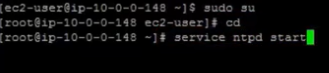 [ec2-user@ip-10-0-0-148 ~]$ sudo su
[root@ip-10-0-0-148 ec2-user]# cd
[root@ip-10-0-0-148 ~]# service ntpd start